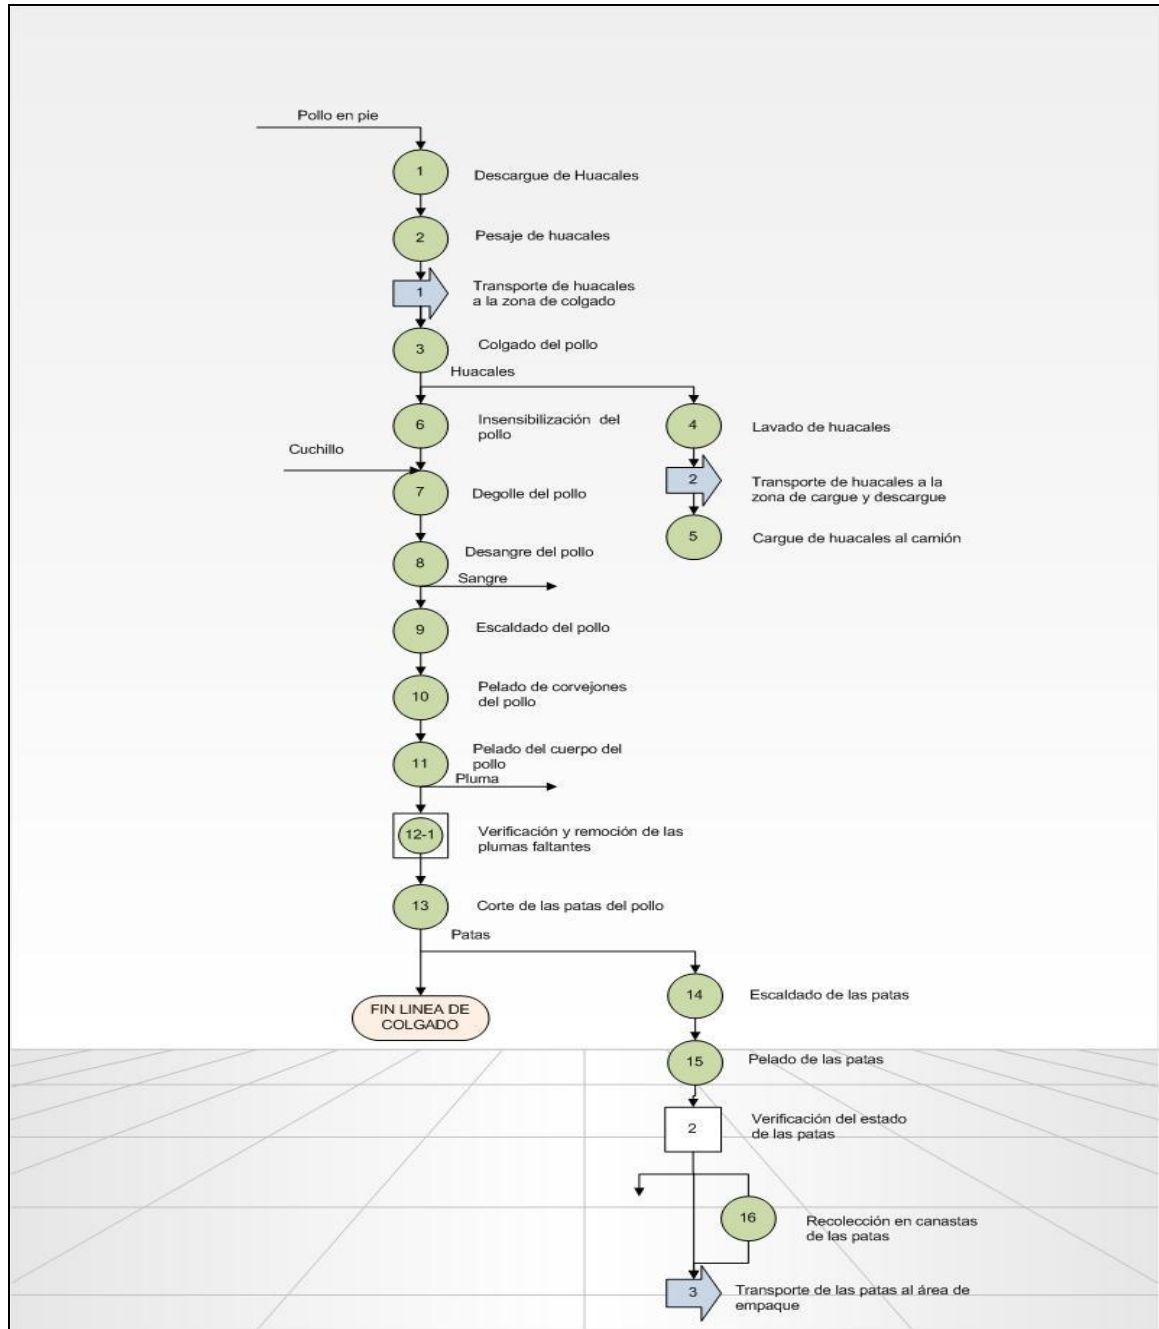 Pollo en pie
1
Descargue de Huacales
2
Pesaje de huacales
1
Transporte de huacales
a la zona de colgado
3
Colgado del pollo
Huacales
6
Insensibilización del
pollo
4
Lavado de huacales
Cuchillo
7
Degolle del pollo
2
Transporte de huacales a la
zona de cargue y descargue
5
Cargue de huacales al camión
8
Desangre del pollo
Sangre
9
Escaldado del pollo
10
Pelado de corvejones
del pollo
11
Pelado del cuerpo del
pollo
Pluma
12-1
Verificación y remoción de las
plumas faltantes
13
Corte de las patas del pollo
Patas
FIN LINEA DE
COLGADO
14
Escaldado de las patas
15
Pelado de las patas
2
Verificación del estado
de las patas
16
Recolección en canastas
de las patas
3
Transporte de las patas al área de
empaque